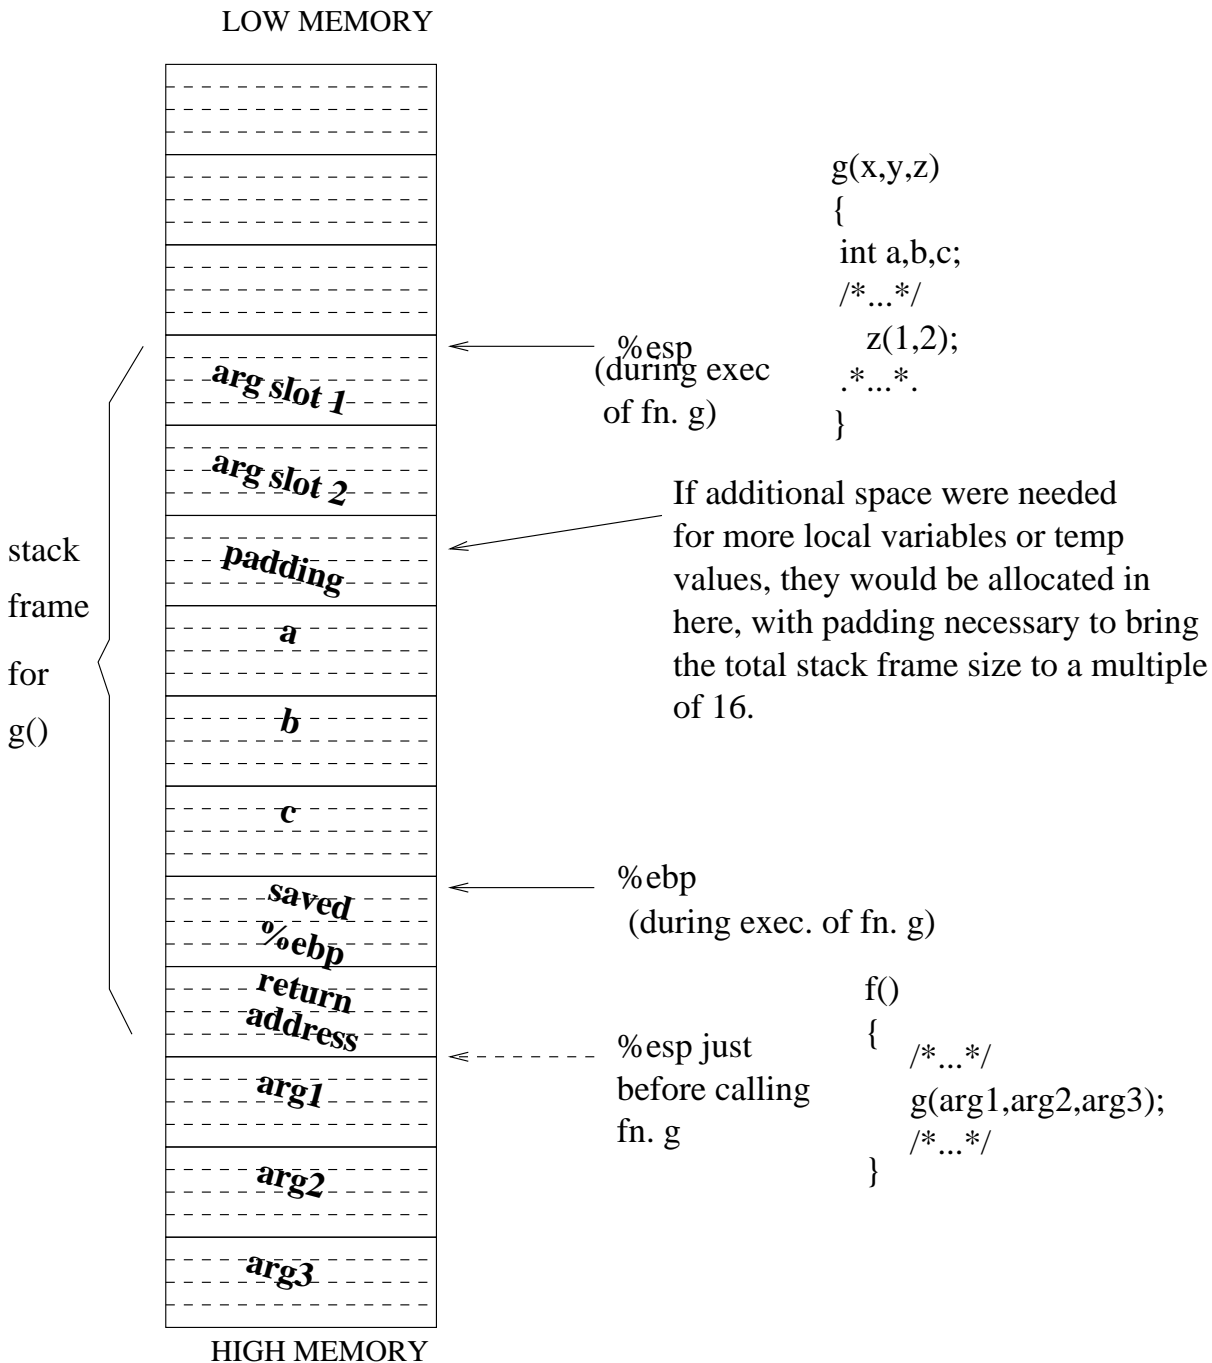 LOW MEMORY
g(x,y,z)
{
int a,b,c;
/*...*/
z(1,2);
.*...*.
}
%esp
(during exec
of fn. g)
arg slot 1
arg slot 2
If additional space were needed
for more local variables or temp
values, they would be allocated in
here, with padding necessary to bring
the total stack frame size to a multiple
of 16.
padding
stack
frame
for
g()
a
b
c
%ebp
(during exec. of fn. g)
saved
%ebp
return
address
f()
{
/*...*/
g(arg1,arg2,arg3);
/*...*/
}
%esp just
before calling
fn. g
arg1
arg2
arg3
HIGH MEMORY